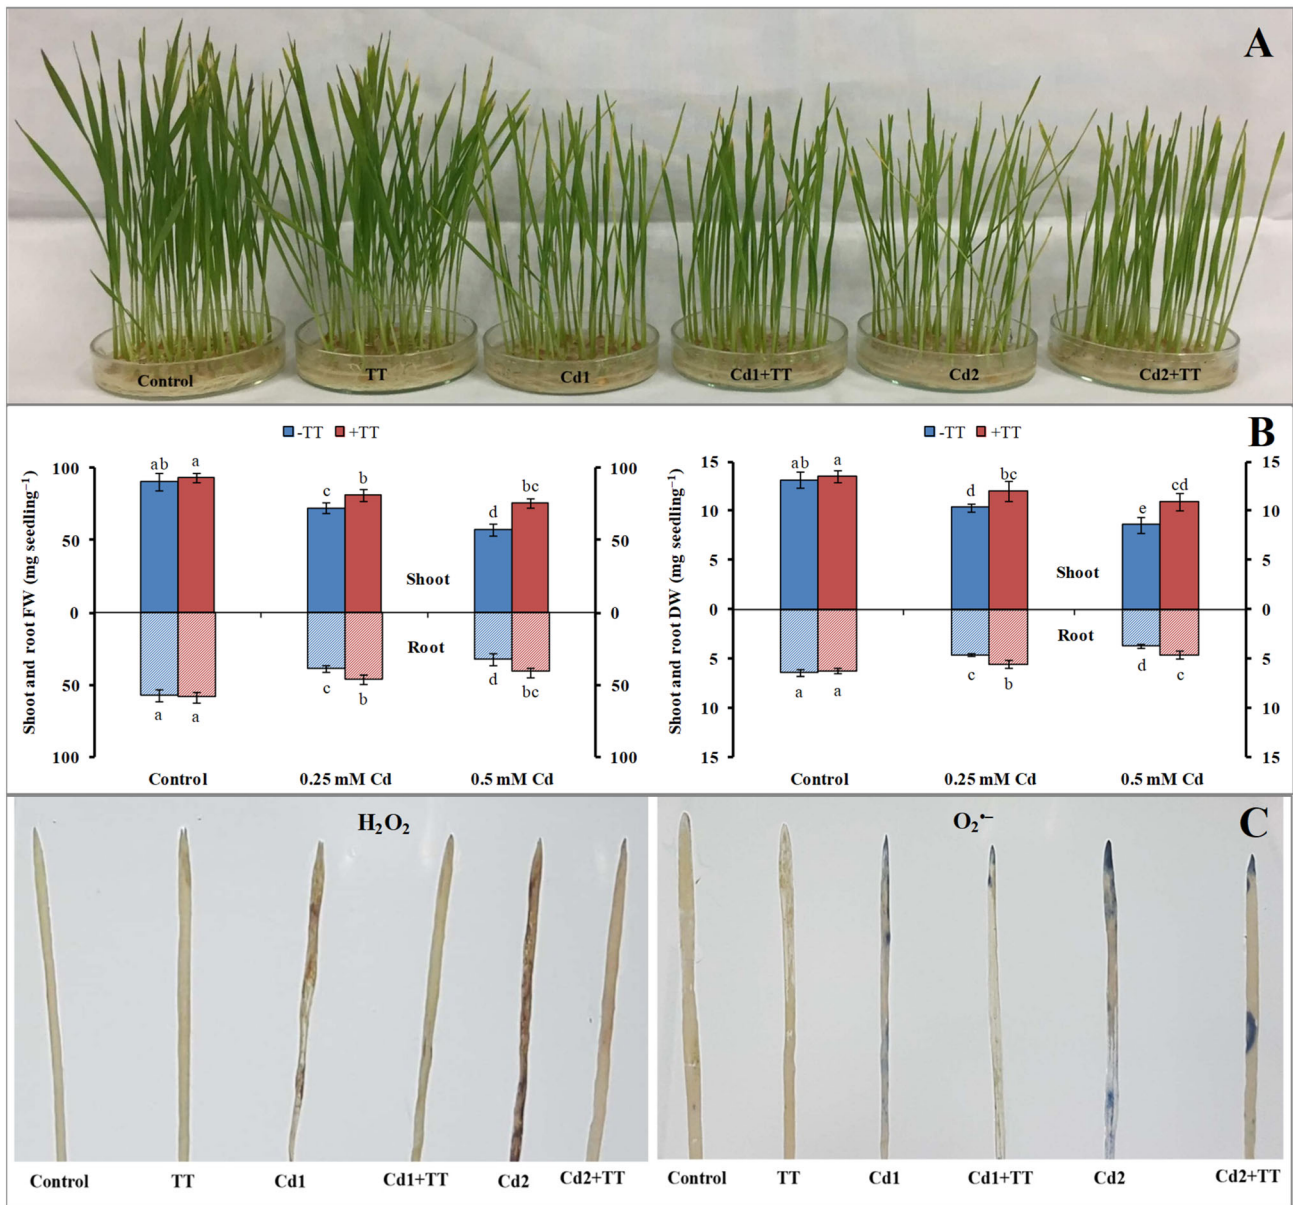 A
Control
TT
Cd1
Cd1+TT
Cd2
Cd2+TT
B
-TT +TT
Shoot and root FW (mg seedling⁻¹)
100
50
0
50
100
ab a
c b
d bc
Shoot
Root
a a
c b
d bc
100
50
0
50
100
Control 0.25 mM Cd 0.5 mM Cd
-TT +TT
Shoot and root DW (mg seedling⁻¹)
15
10
5
0
5
10
15
ab a
d bc
e cd
Shoot
Root
a a
c b
d c
15
10
5
0
5
10
15
Control 0.25 mM Cd 0.5 mM Cd
C
H₂O₂
Control TT Cd1 Cd1+TT Cd2 Cd2+TT
O₂•–
Control TT Cd1 Cd1+TT Cd2 Cd2+TT